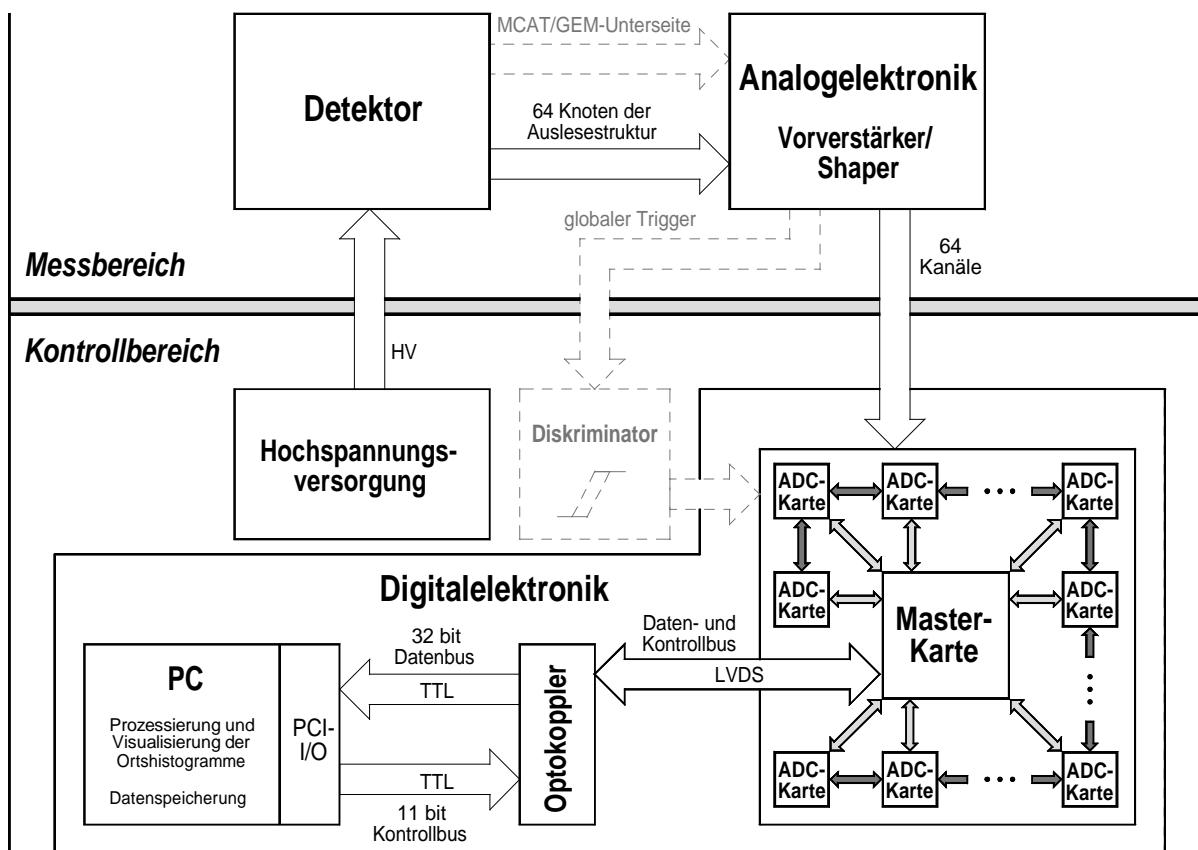 MCAT/GEM-Unterseite
Detektor
64 Knoten der
Auslesestruktur
Analogelektronik
Vorverstärker/
Shaper
globaler Trigger
64
Kanäle
Messbereich
Kontrollbereich
HV
Hochspannungs-
versorgung
Diskriminator
ADC-
Karte
ADC-
Karte
• • •
ADC-
Karte
ADC-
Karte
ADC-
Karte
Master-
Karte
Digitalelektronik
Daten- und
Kontrollbus
LVDS
32 bit
Datenbus
TTL
PC
Prozessierung und
Visualisierung der
Ortshistogramme
Datenspeicherung
PCI-
I/O
Optokoppler
TTL
11 bit
Kontrollbus
ADC-
Karte
ADC-
Karte
• • •
ADC-
Karte